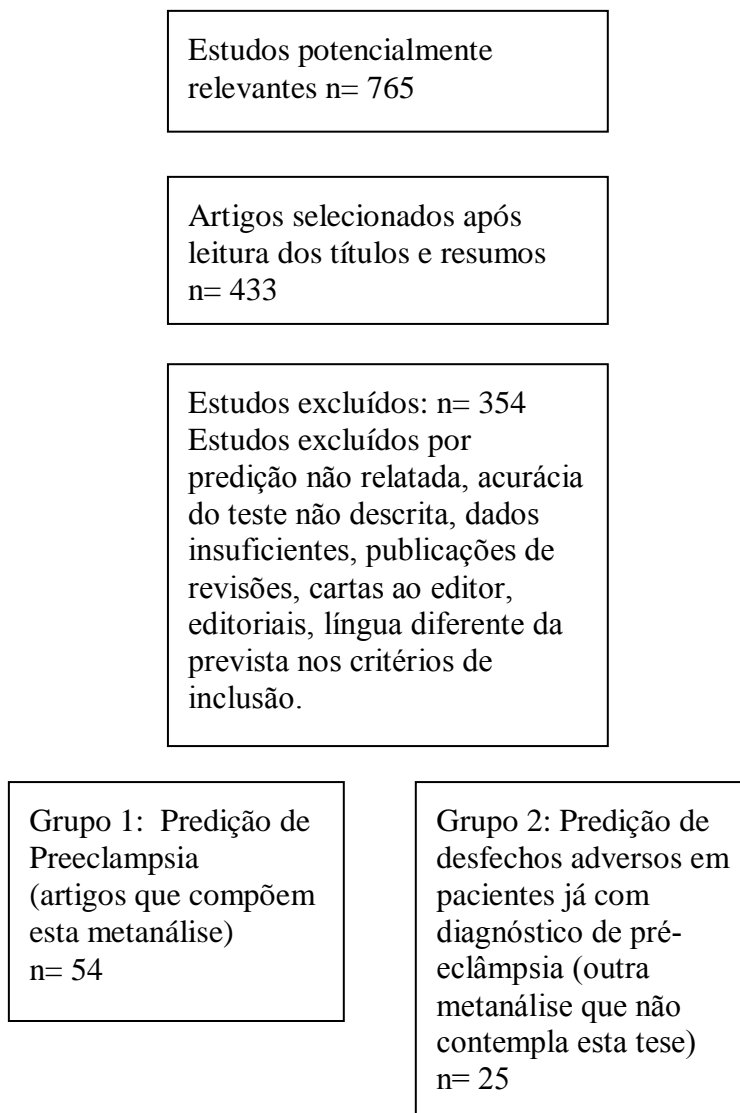 Estudos potencialmente
relevantes n= 765
Artigos selecionados após
leitura dos títulos e resumos
n= 433
Estudos excluídos: n= 354
Estudos excluídos por
predição não relatada, acurácia
do teste não descrita, dados
insuficientes, publicações de
revisões, cartas ao editor,
editoriais, língua diferente da
prevista nos critérios de
inclusão.
Grupo 1:  Predição de
Preeclampsia
(artigos que compõem
esta metanálise)
n= 54
Grupo 2: Predição de
desfechos adversos em
pacientes já com
diagnóstico de pré-
eclâmpsia (outra
metanálise que não
contempla esta tese)
n= 25